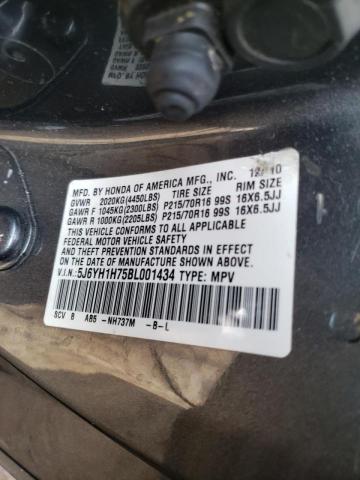 MFD. BY HONDA OF AMERICA MFG., INC. 12/10
GVWR 2020KG(4450LBS) TIRE SIZE RIM SIZE
GAWR F 1045KG(2300LBS) P215/70R16 99S 16X6.5JJ
GAWR R 1000KG(2205LBS) P215/70R16 99S 16X6.5JJ
THIS VEHICLE CONFORMS TO ALL APPLICABLE
FEDERAL MOTOR VEHICLE SAFETY
AND THEFT PREVENTION STANDARDS IN EFFECT
ON THE DATE OF MANUFACTURE SHOWN ABOVE.
V.I.N.: 5J6YH1H75BL001434 TYPE: MPV
SCV B AB5 -NH737M -B-L